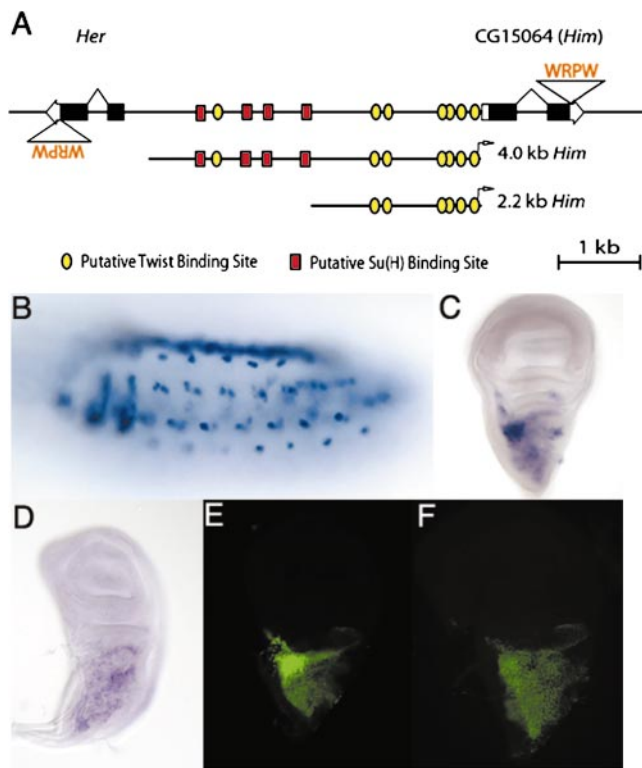 A
Her
CG15064 (Him)
WRPW
WRPW
4.0 kb Him
2.2 kb Him
Putative Twist Binding Site
Putative Su(H) Binding Site
1 kb
B
C
D
E
F